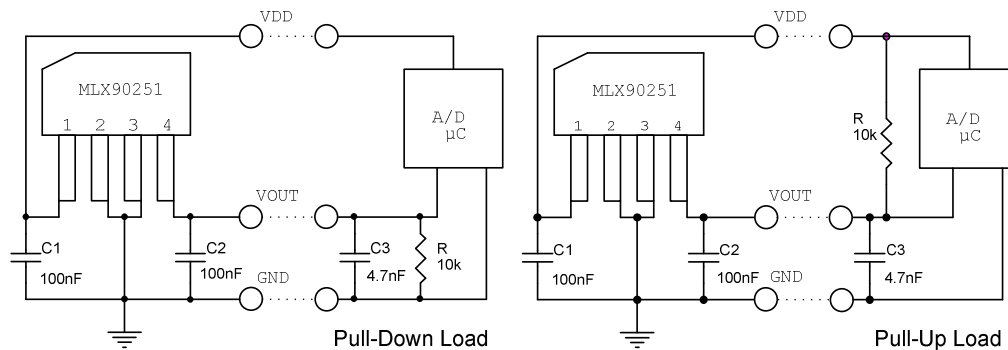 VDD
MLX90251
1 2 3 4
A/D
µC
VOUT
C1
100nF
C2
100nF
C3
4.7nF
R
10k
GND
Pull-Down Load
VDD
MLX90251
1 2 3 4
R
10k
A/D
µC
VOUT
C1
100nF
C2
100nF
C3
4.7nF
GND
Pull-Up Load